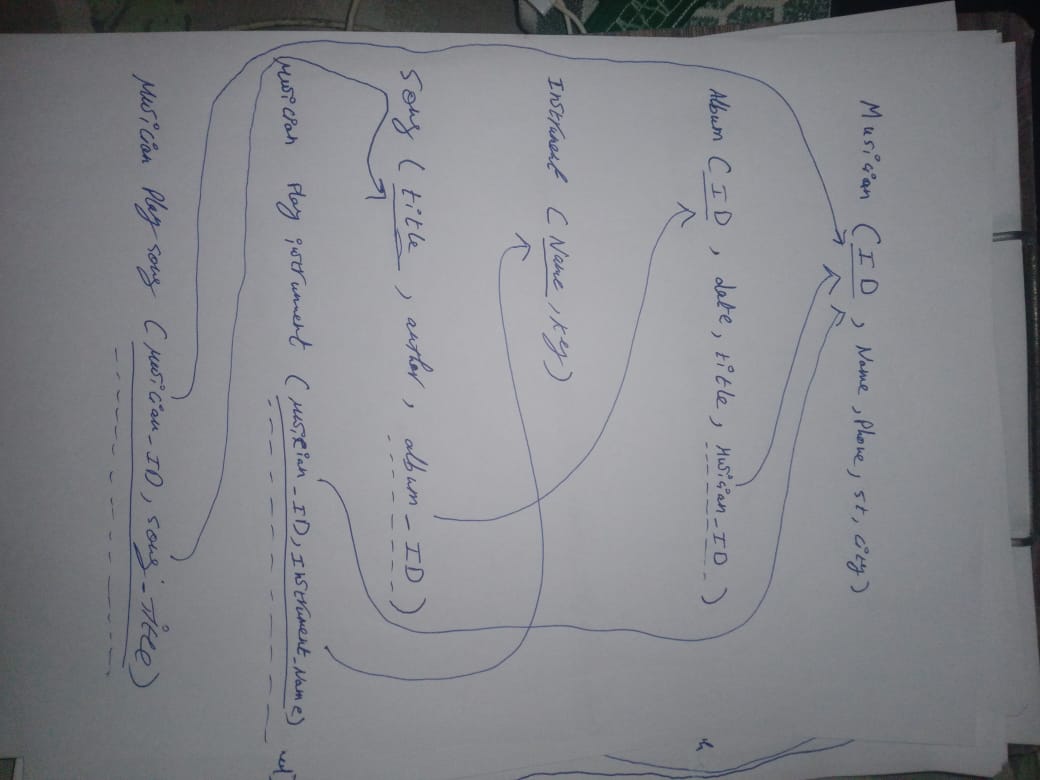 Musician (ID, Name, Phone, st, city)
Album (ID, date, title, Musician_ID)
Instrument (Name, key)
Song (title, author, album_ID)
Musician Play instrument (musician_ID, Instrument_Name)
Musician Play song (musician_ID, song_Title)